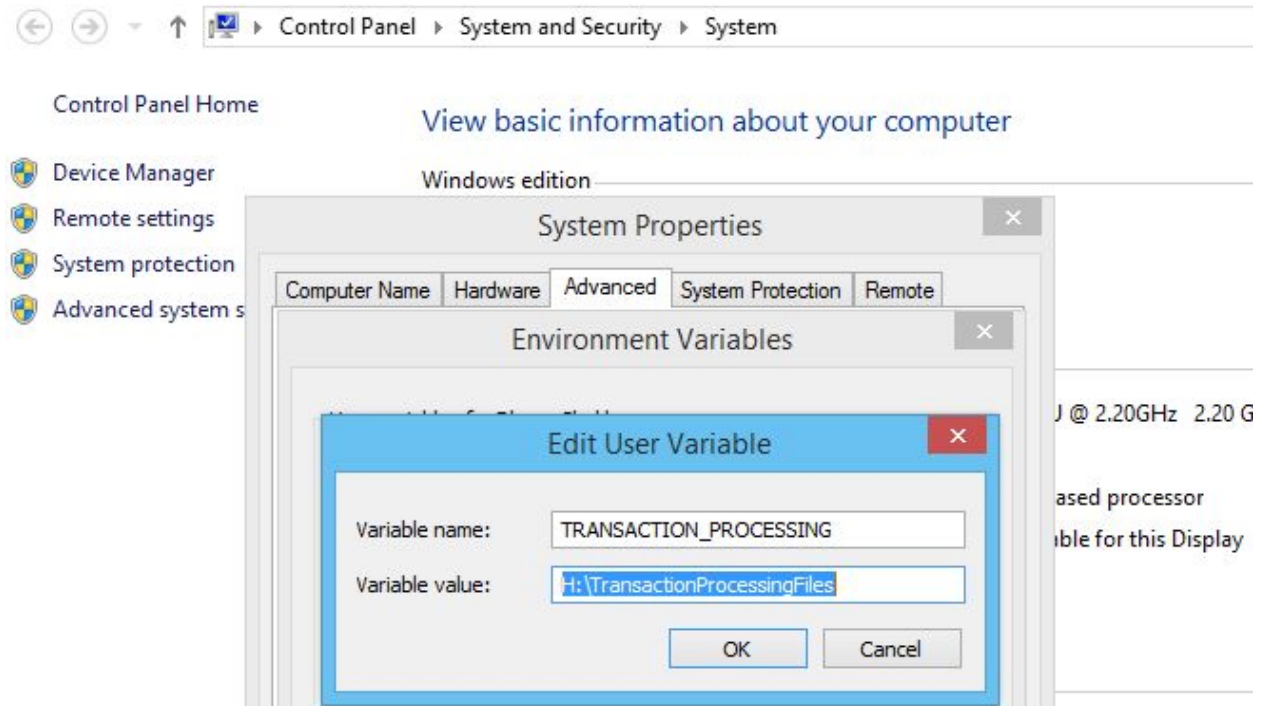 Control Panel System and Security System
Control Panel Home
View basic information about your computer
Device Manager
Windows edition
Remote settings
System Properties
System protection
Computer Name Hardware Advanced System Protection Remote
Advanced system s
Environment Variables
@ 2.20GHz 2.20 G
Edit User Variable
ased processor
Variable name: TRANSACTION_PROCESSING
ble for this Display
Variable value: H:\TransactionProcessingFiles
OK Cancel